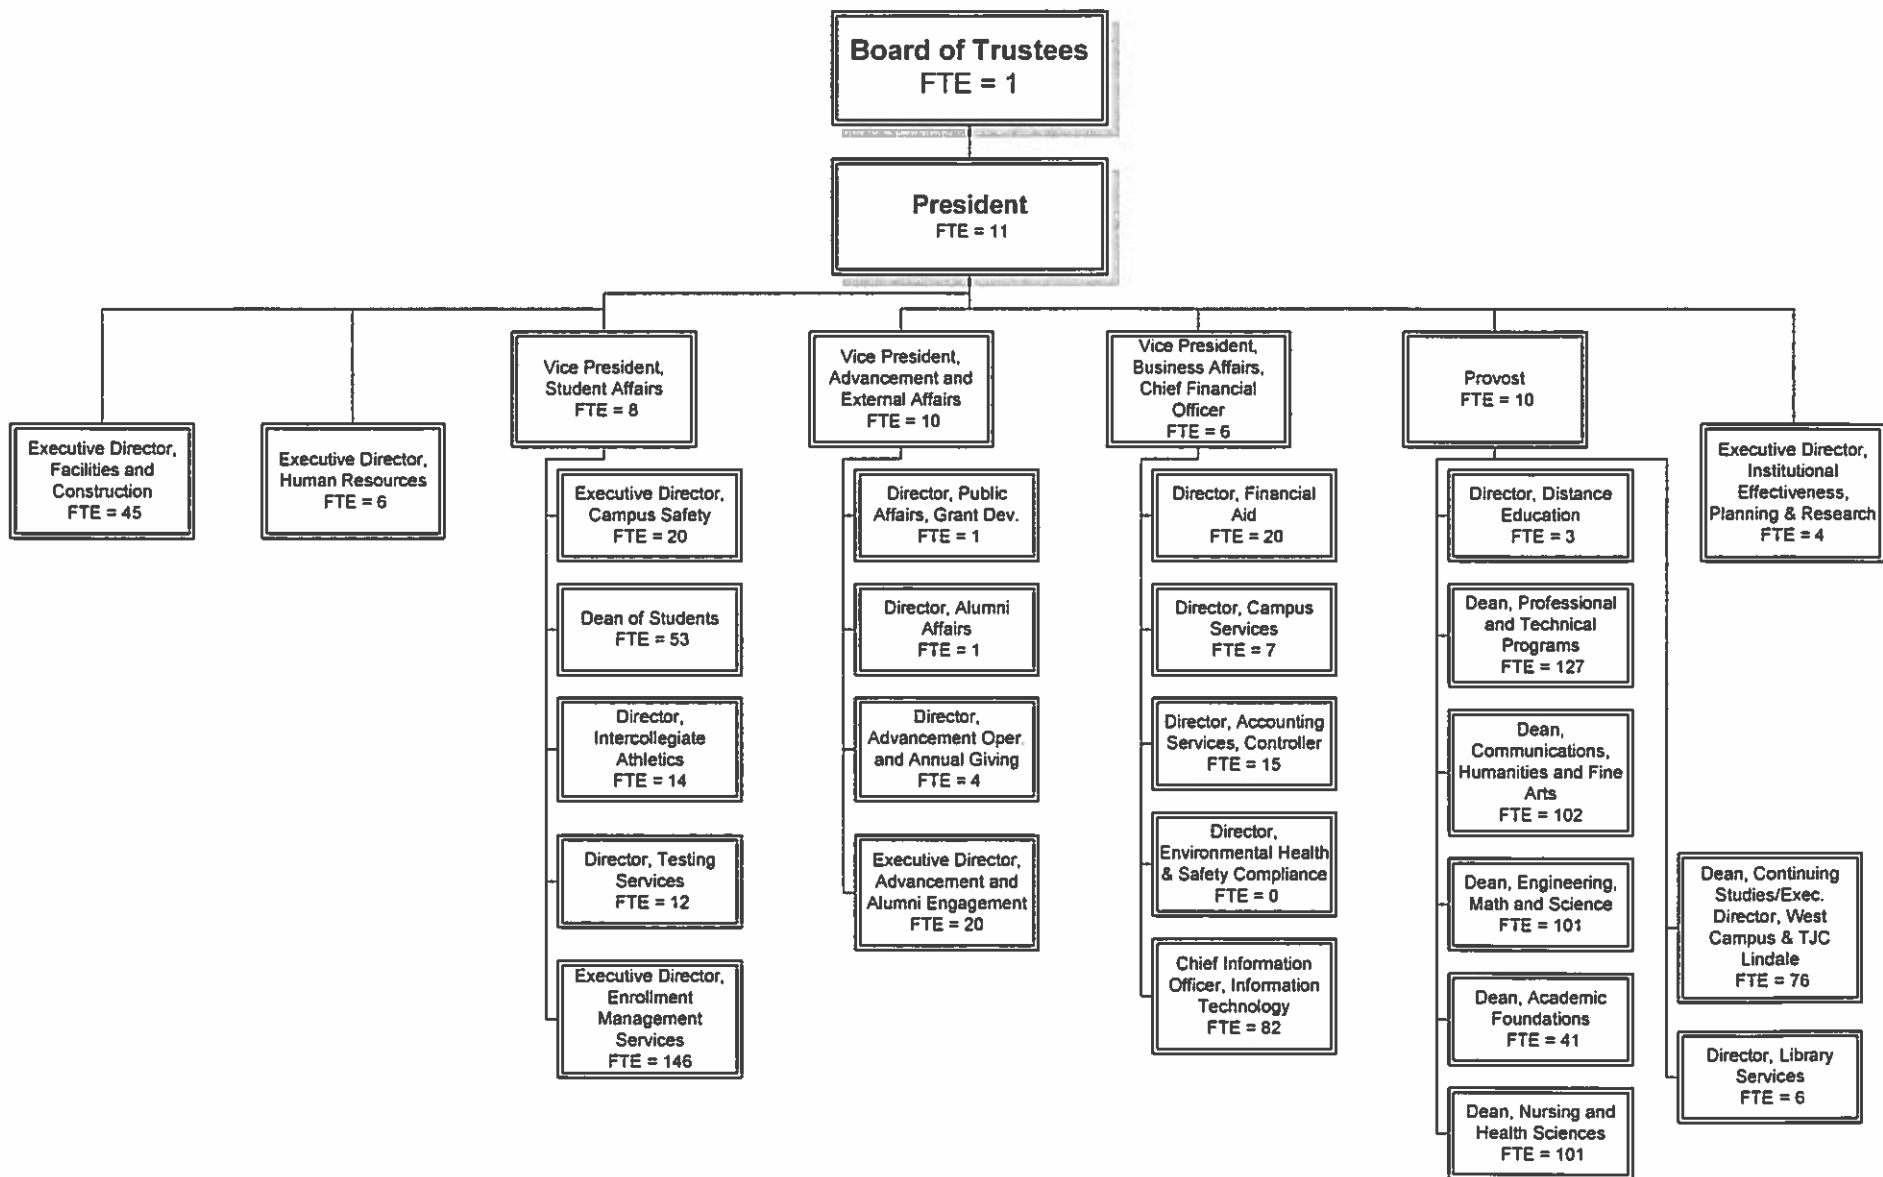 Board of Trustees
FTE = 1
President
FTE = 11
Executive Director,
Facilities and
Construction
FTE = 45
Executive Director,
Human Resources
FTE = 6
Vice President,
Student Affairs
FTE = 8
Executive Director,
Campus Safety
FTE = 20
Dean of Students
FTE = 53
Director,
Intercollegiate
Athletics
FTE = 14
Director, Testing
Services
FTE = 12
Executive Director,
Enrollment
Management
Services
FTE = 146
Vice President,
Advancement and
External Affairs
FTE = 10
Director, Public
Affairs, Grant Dev.
FTE = 1
Director, Alumni
Affairs
FTE = 1
Director,
Advancement Oper.
and Annual Giving
FTE = 4
Executive Director,
Advancement and
Alumni Engagement
FTE = 20
Vice President,
Business Affairs,
Chief Financial
Officer
FTE = 6
Director, Financial
Aid
FTE = 20
Director, Campus
Services
FTE = 7
Director, Accounting
Services, Controller
FTE = 15
Director,
Environmental Health
& Safety Compliance
FTE = 0
Chief Information
Officer, Information
Technology
FTE = 82
Provost
FTE = 10
Director, Distance
Education
FTE = 3
Dean, Professional
and Technical
Programs
FTE = 127
Dean,
Communications,
Humanities and Fine
Arts
FTE = 102
Dean, Engineering,
Math and Science
FTE = 101
Dean, Academic
Foundations
FTE = 41
Dean, Nursing and
Health Sciences
FTE = 101
Dean, Continuing
Studies/Exec.
Director, West
Campus & TJC
Lindale
FTE = 76
Director, Library
Services
FTE = 6
Executive Director,
Institutional
Effectiveness,
Planning & Research
FTE = 4